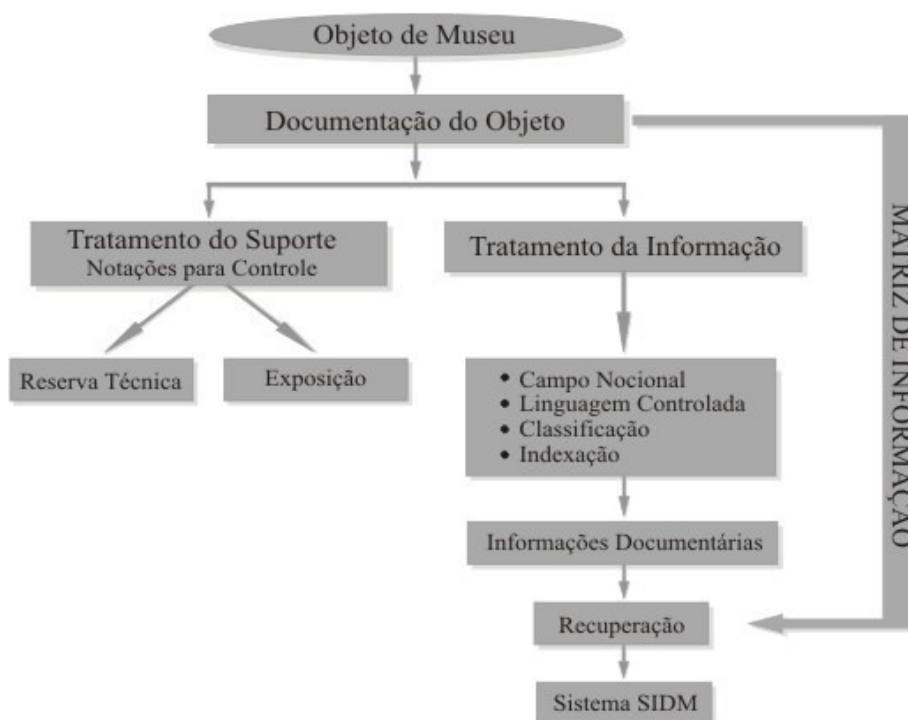 Objeto de Museu
Documentação do Objeto
Tratamento do Suporte
Notações para Controle
Tratamento da Informação
Reserva Técnica
Exposição
• Campo Nocional
• Linguagem Controlada
• Classificação
• Indexação
Informações Documentárias
Recuperação
Sistema SIDM
MATRIZ DE INFORMAÇÃO